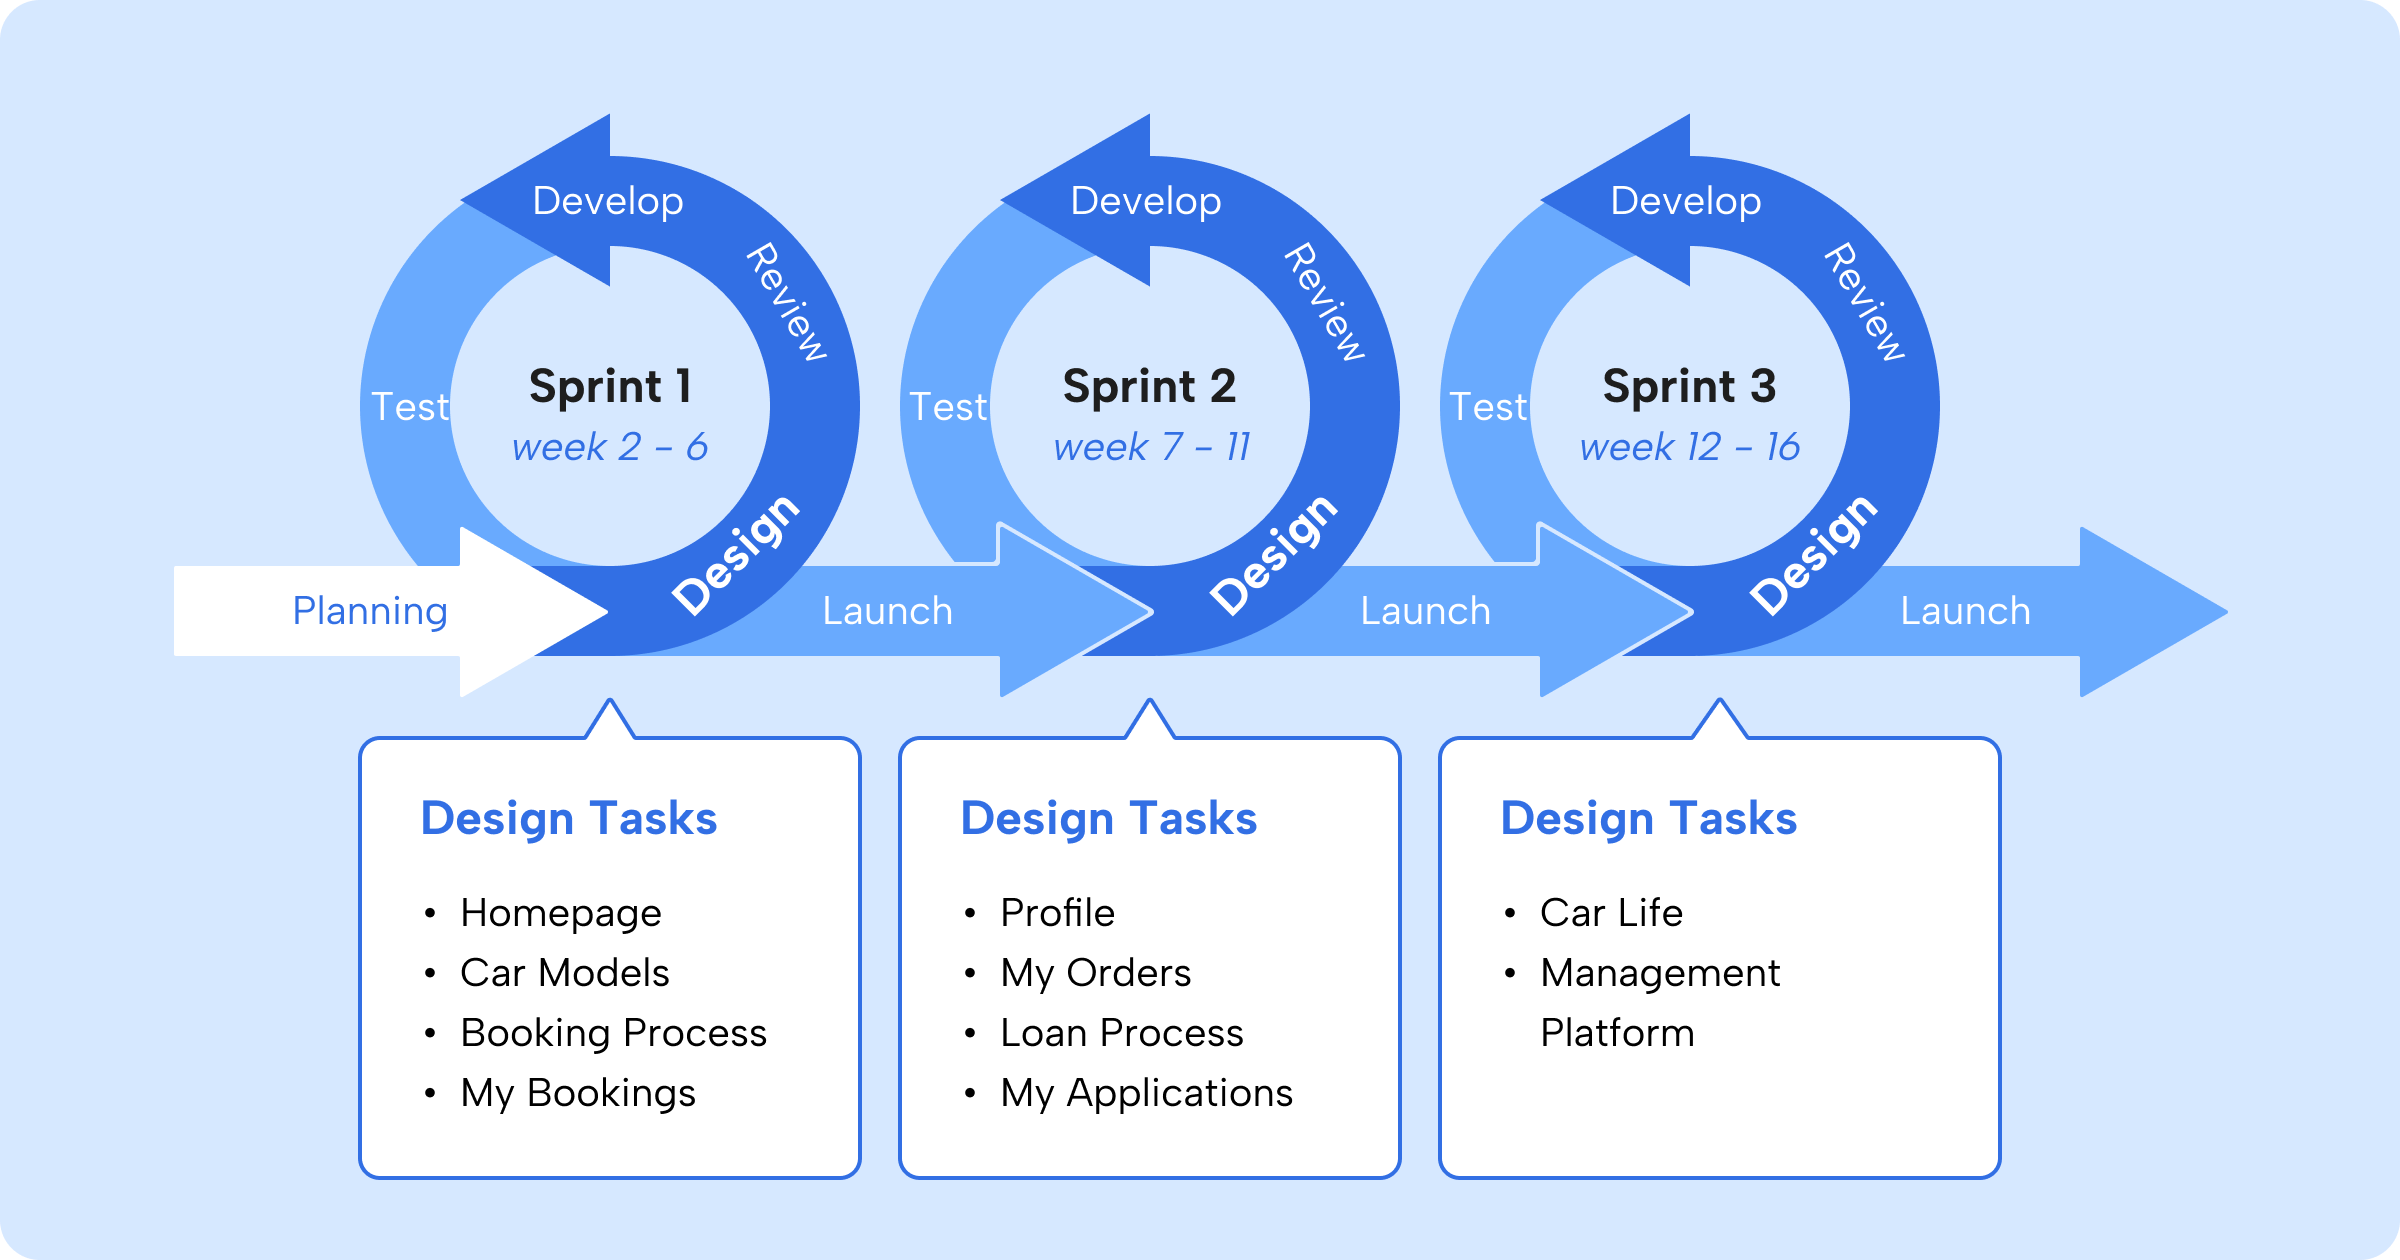 Develop
Review
Test
Sprint 1
week 2 - 6
Design
Develop
Review
Test
Sprint 2
week 7 - 11
Design
Develop
Review
Test
Sprint 3
week 12 - 16
Design
Planning
Launch
Launch
Launch
Design Tasks
• Homepage
• Car Models
• Booking Process
• My Bookings
Design Tasks
• Profile
• My Orders
• Loan Process
• My Applications
Design Tasks
• Car Life
• Management
Platform